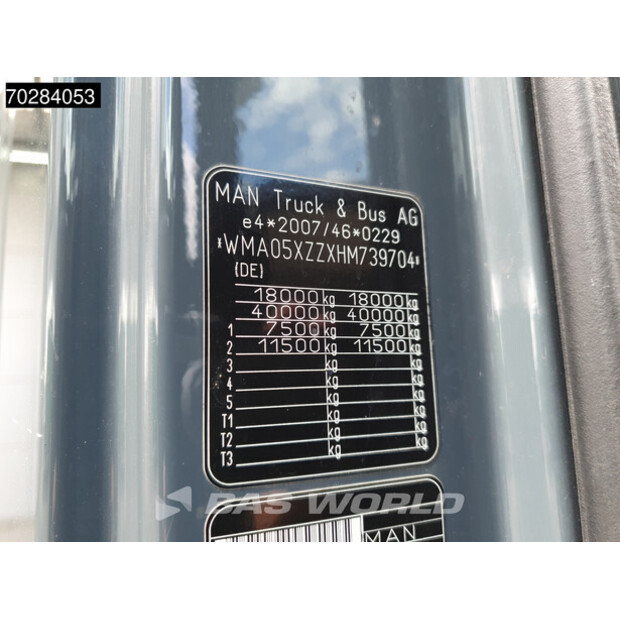 70284053
MAN Truck & Bus AG
e4*2007/46*0229
*WMA05XZZXHM739704*
(DE)
18000 kg 18000 kg
40000 kg 40000 kg
1 7500 kg 7500 kg
2 11500 kg 11500 kg
3 kg kg
4 kg kg
5 kg kg
T1 kg kg
T2 kg kg
T3 kg kg
BAS WORLD
MAN